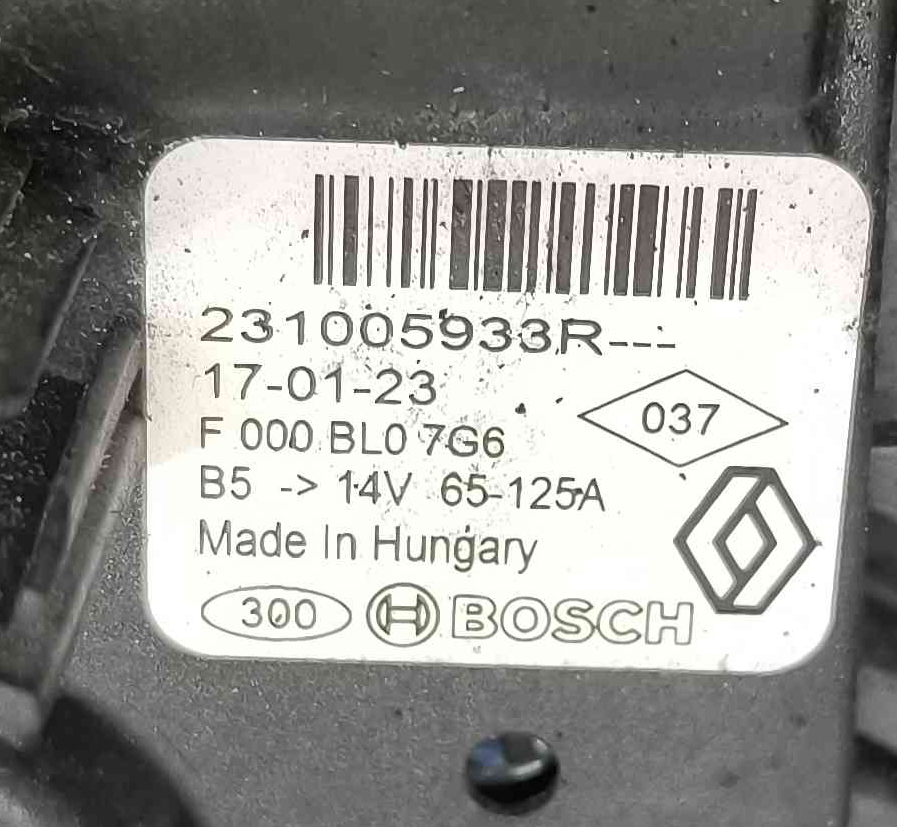 231005933R---
17-01-23
037
F 000 BL0 7G6
B5 -> 14V 65-125A
Made In Hungary
300 BOSCH